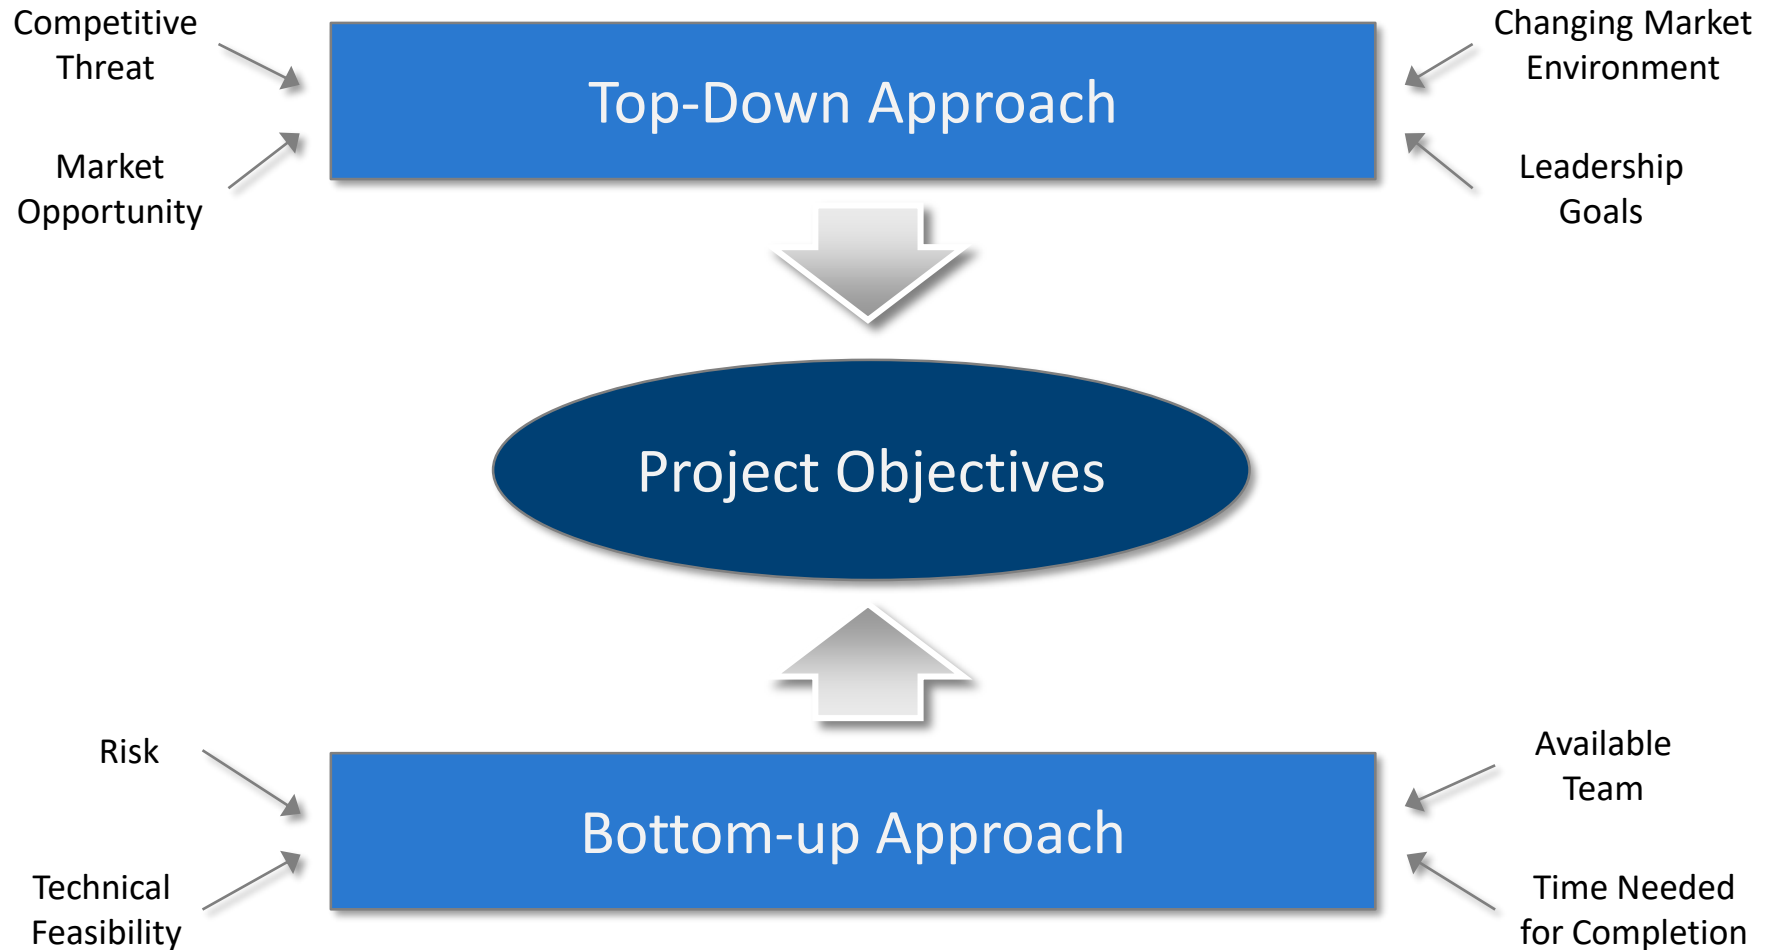 Competitive
Threat
Market
Opportunity
Top-Down Approach
Changing Market
Environment
Leadership
Goals
Project Objectives
Risk
Technical
Feasibility
Bottom-up Approach
Available
Team
Time Needed
for Completion